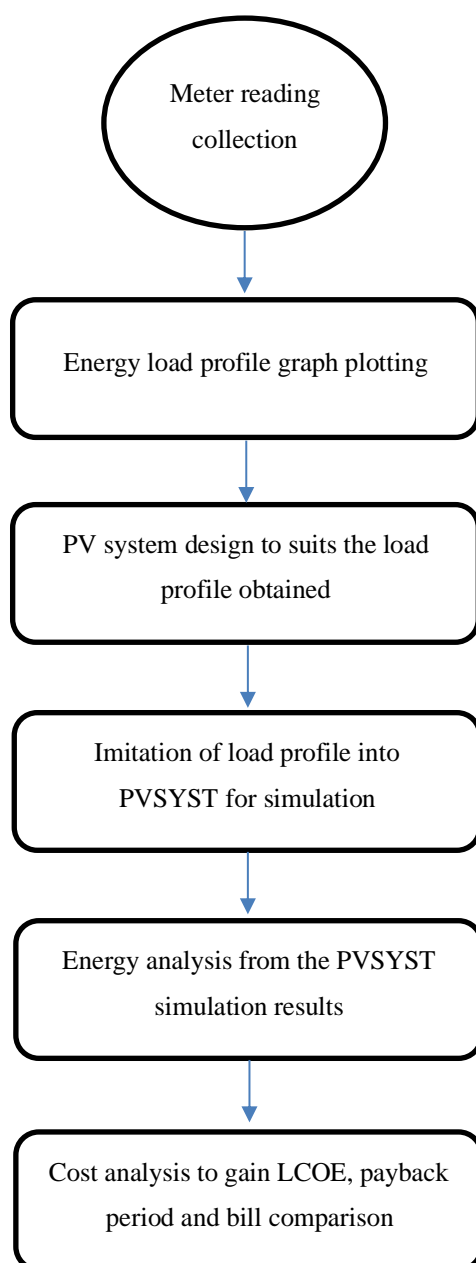 Meter reading
collection
Energy load profile graph plotting
PV system design to suits the load
profile obtained
Imitation of load profile into
PVSYST for simulation
Energy analysis from the PVSYST
simulation results
Cost analysis to gain LCOE, payback
period and bill comparison